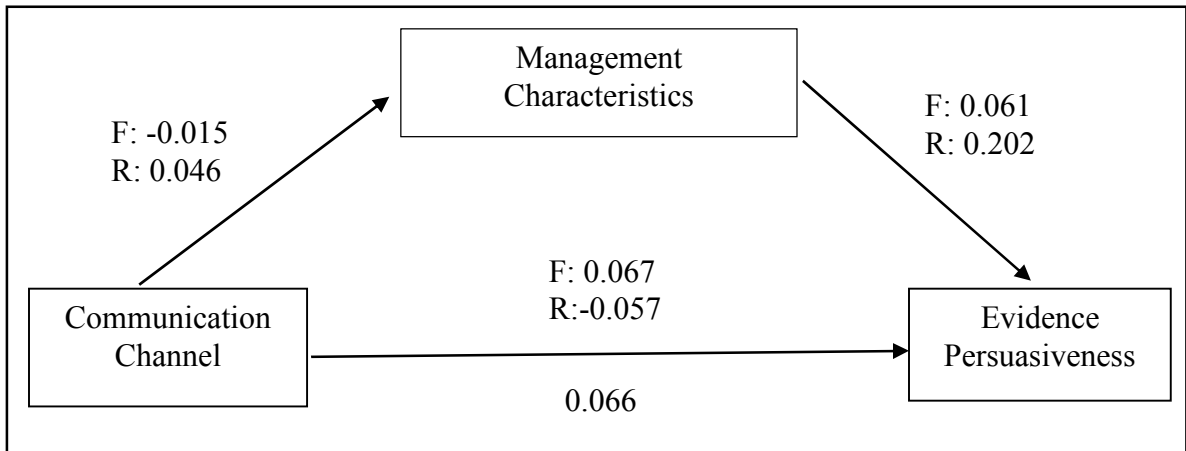 Management
Characteristics
F: -0.015
R: 0.046
F: 0.061
R: 0.202
F: 0.067
R:-0.057
Communication
Channel
Evidence
Persuasiveness
0.066